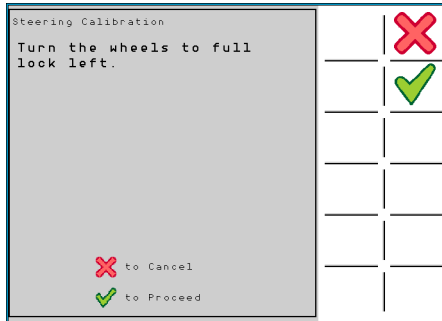 Steering Calibration
Turn the wheels to full
lock left.
to Cancel
to Proceed